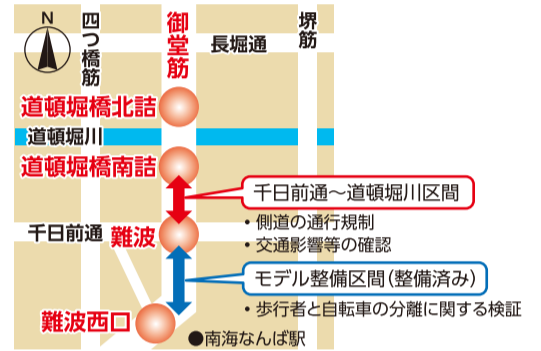 N
四つ橋筋
御堂筋
堺筋
長堀通
道頓堀橋北詰
道頓堀川
道頓堀橋南詰
千日前通～道頓堀川区間
・側道の通行規制
・交通影響等の確認
千日前通
難波
モデル整備区間(整備済み)
・歩行者と自転車の分離に関する検証
難波西口
●南海なんば駅